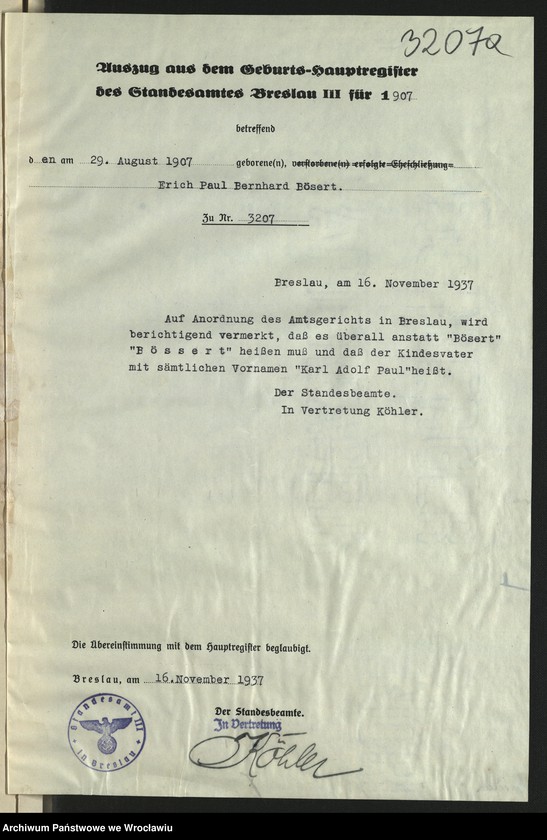 3207a
Auszug aus dem Geburts-Hauptregister
des Standesamtes Breslau III für 1907
betreffend
den am 29. August 1907 geborene(n), verstorbene(n) erfolgte Eheschließung
Erich Paul Bernhard Bösert.
Zu Nr. 3207
Breslau, am 16. November 1937
Auf Anordnung des Amtsgerichts in Breslau, wird
berichtigend vermerkt, daß es überall anstatt "Bösert"
"B ö s s e r t" heißen muß und daß der Kindesvater
mit sämtlichen Vornamen "Karl Adolf Paul"heißt.
Der Standesbeamte.
In Vertretung Köhler.
Die Übereinstimmung mit dem Hauptregister beglaubigt.
Breslau, am 16.November 1937
Standesamt III
in Breslau
Der Standesbeamte.
In Vertretung
Köhler
Archiwum Państwowe we Wrocławiu